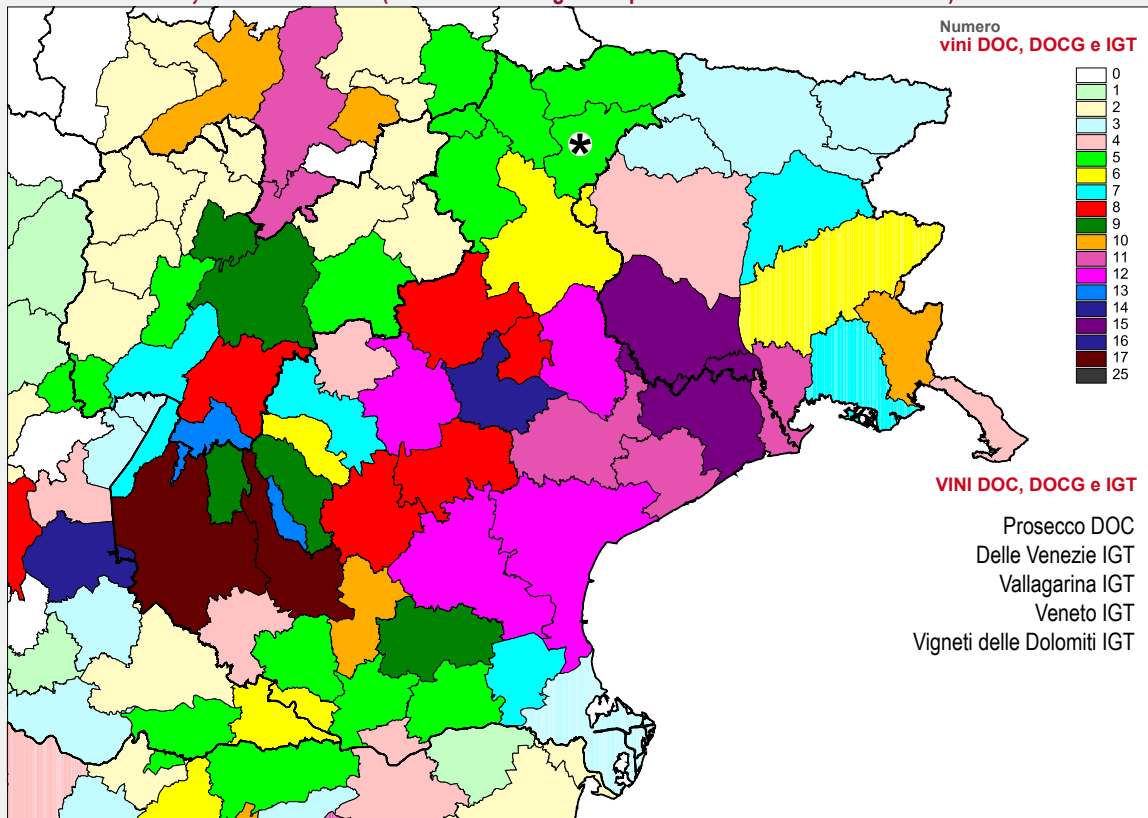 Numero
vini DOC, DOCG e IGT
0
1
2
3
4
5
6
7
8
9
10
11
12
13
14
15
16
17
25
*
VINI DOC, DOCG e IGT
Prosecco DOC
Delle Venezie IGT
Vallagarina IGT
Veneto IGT
Vigneti delle Dolomiti IGT